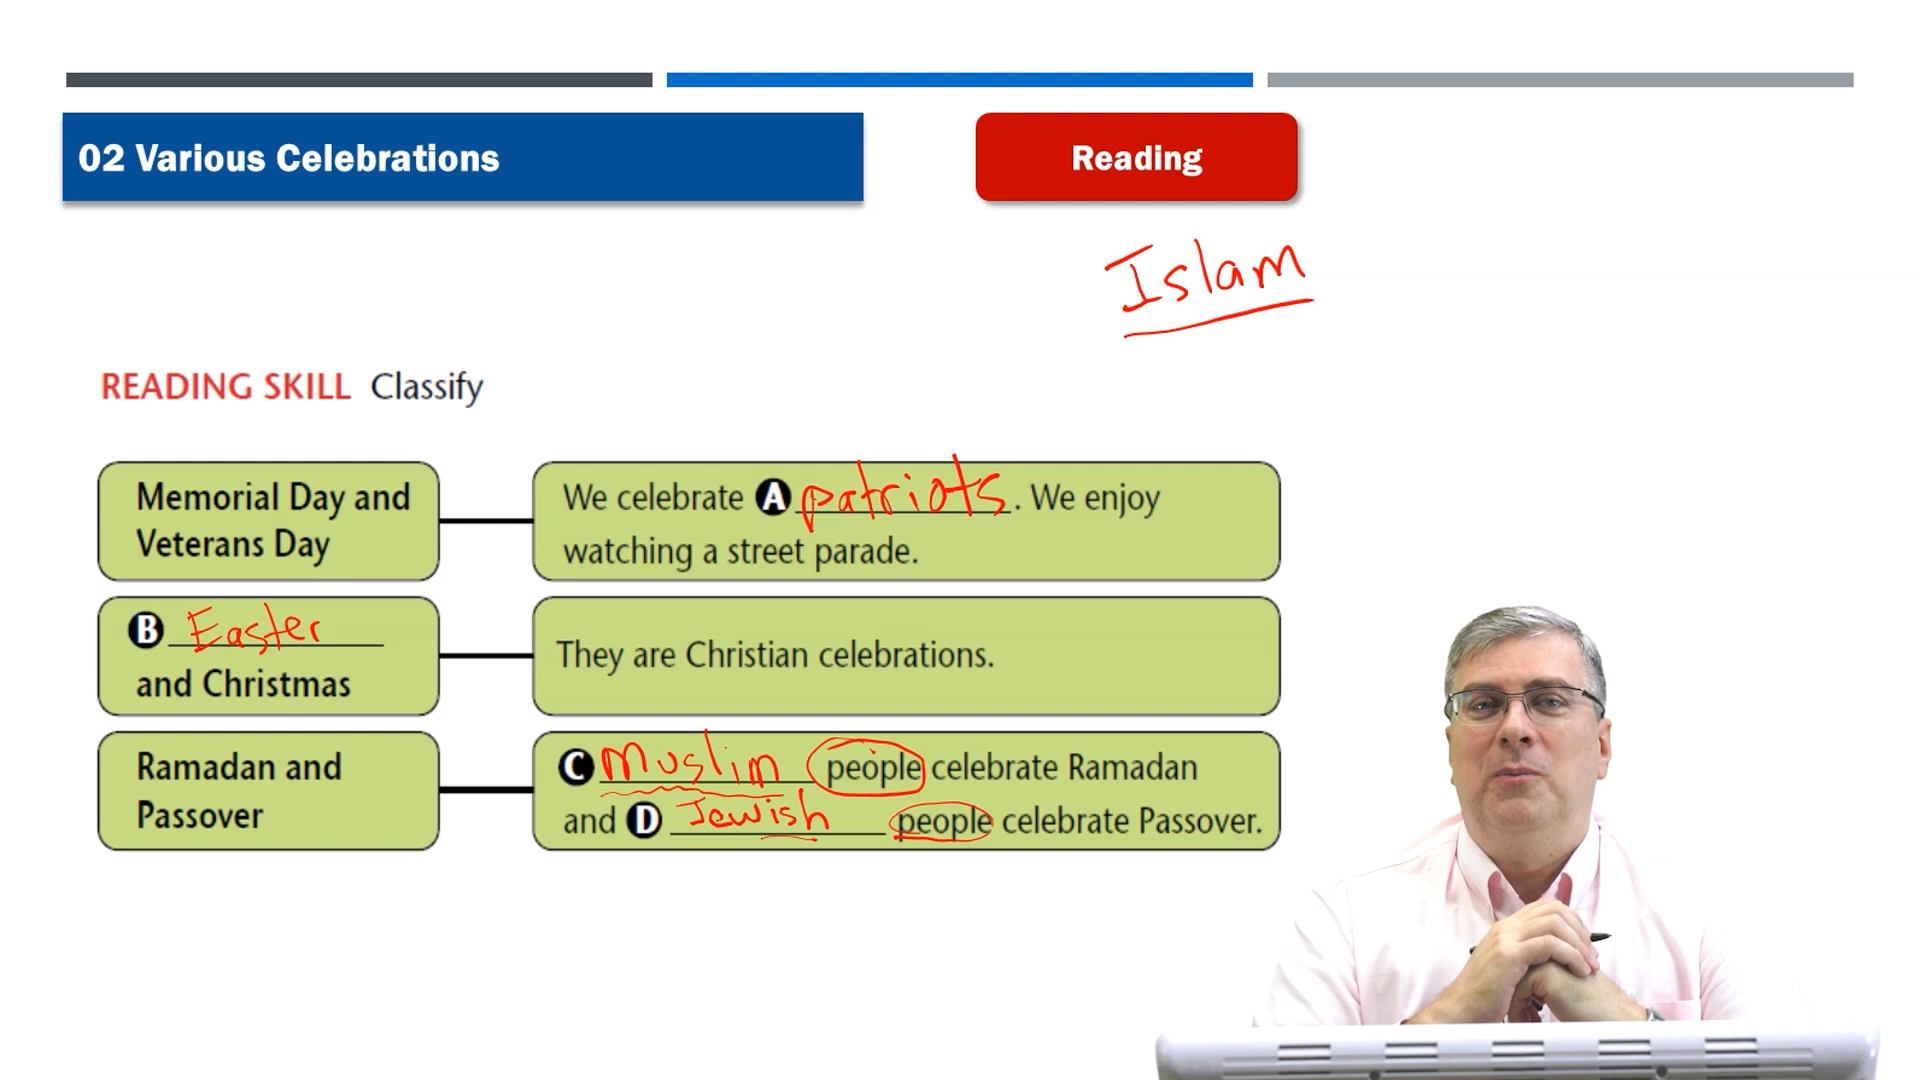 02 Various Celebrations
Reading
Islam
READING SKILL Classify
Memorial Day and
Veterans Day
We celebrate A patriots. We enjoy
watching a street parade.
B Easter
and Christmas
They are Christian celebrations.
Ramadan and
Passover
C Muslim people celebrate Ramadan
and D Jewish people celebrate Passover.